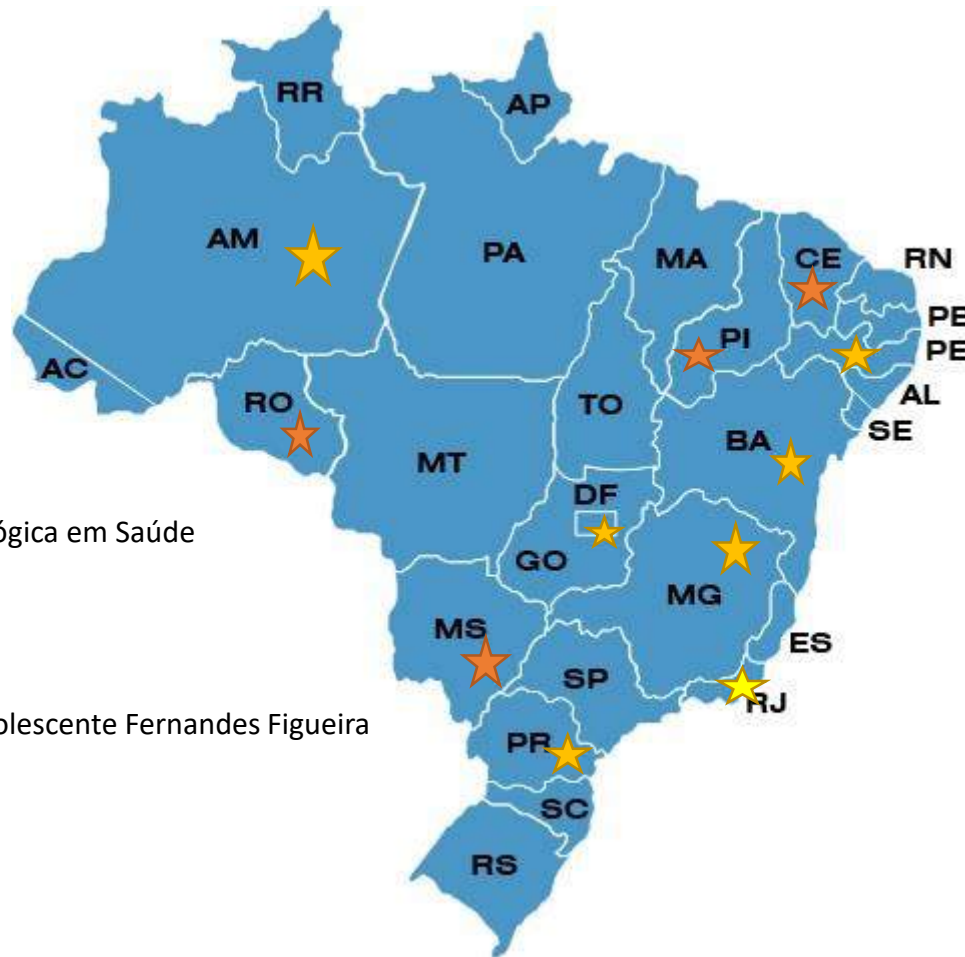 RR
AP
AM
PA
MA
CE
RN
PB
PE
PI
AC
RO
TO
AL
SE
BA
MT
DF
ógica em Saúde
GO
MG
MS
ES
SP
RJ
olescente Fernandes Figueira
PR
SC
RS